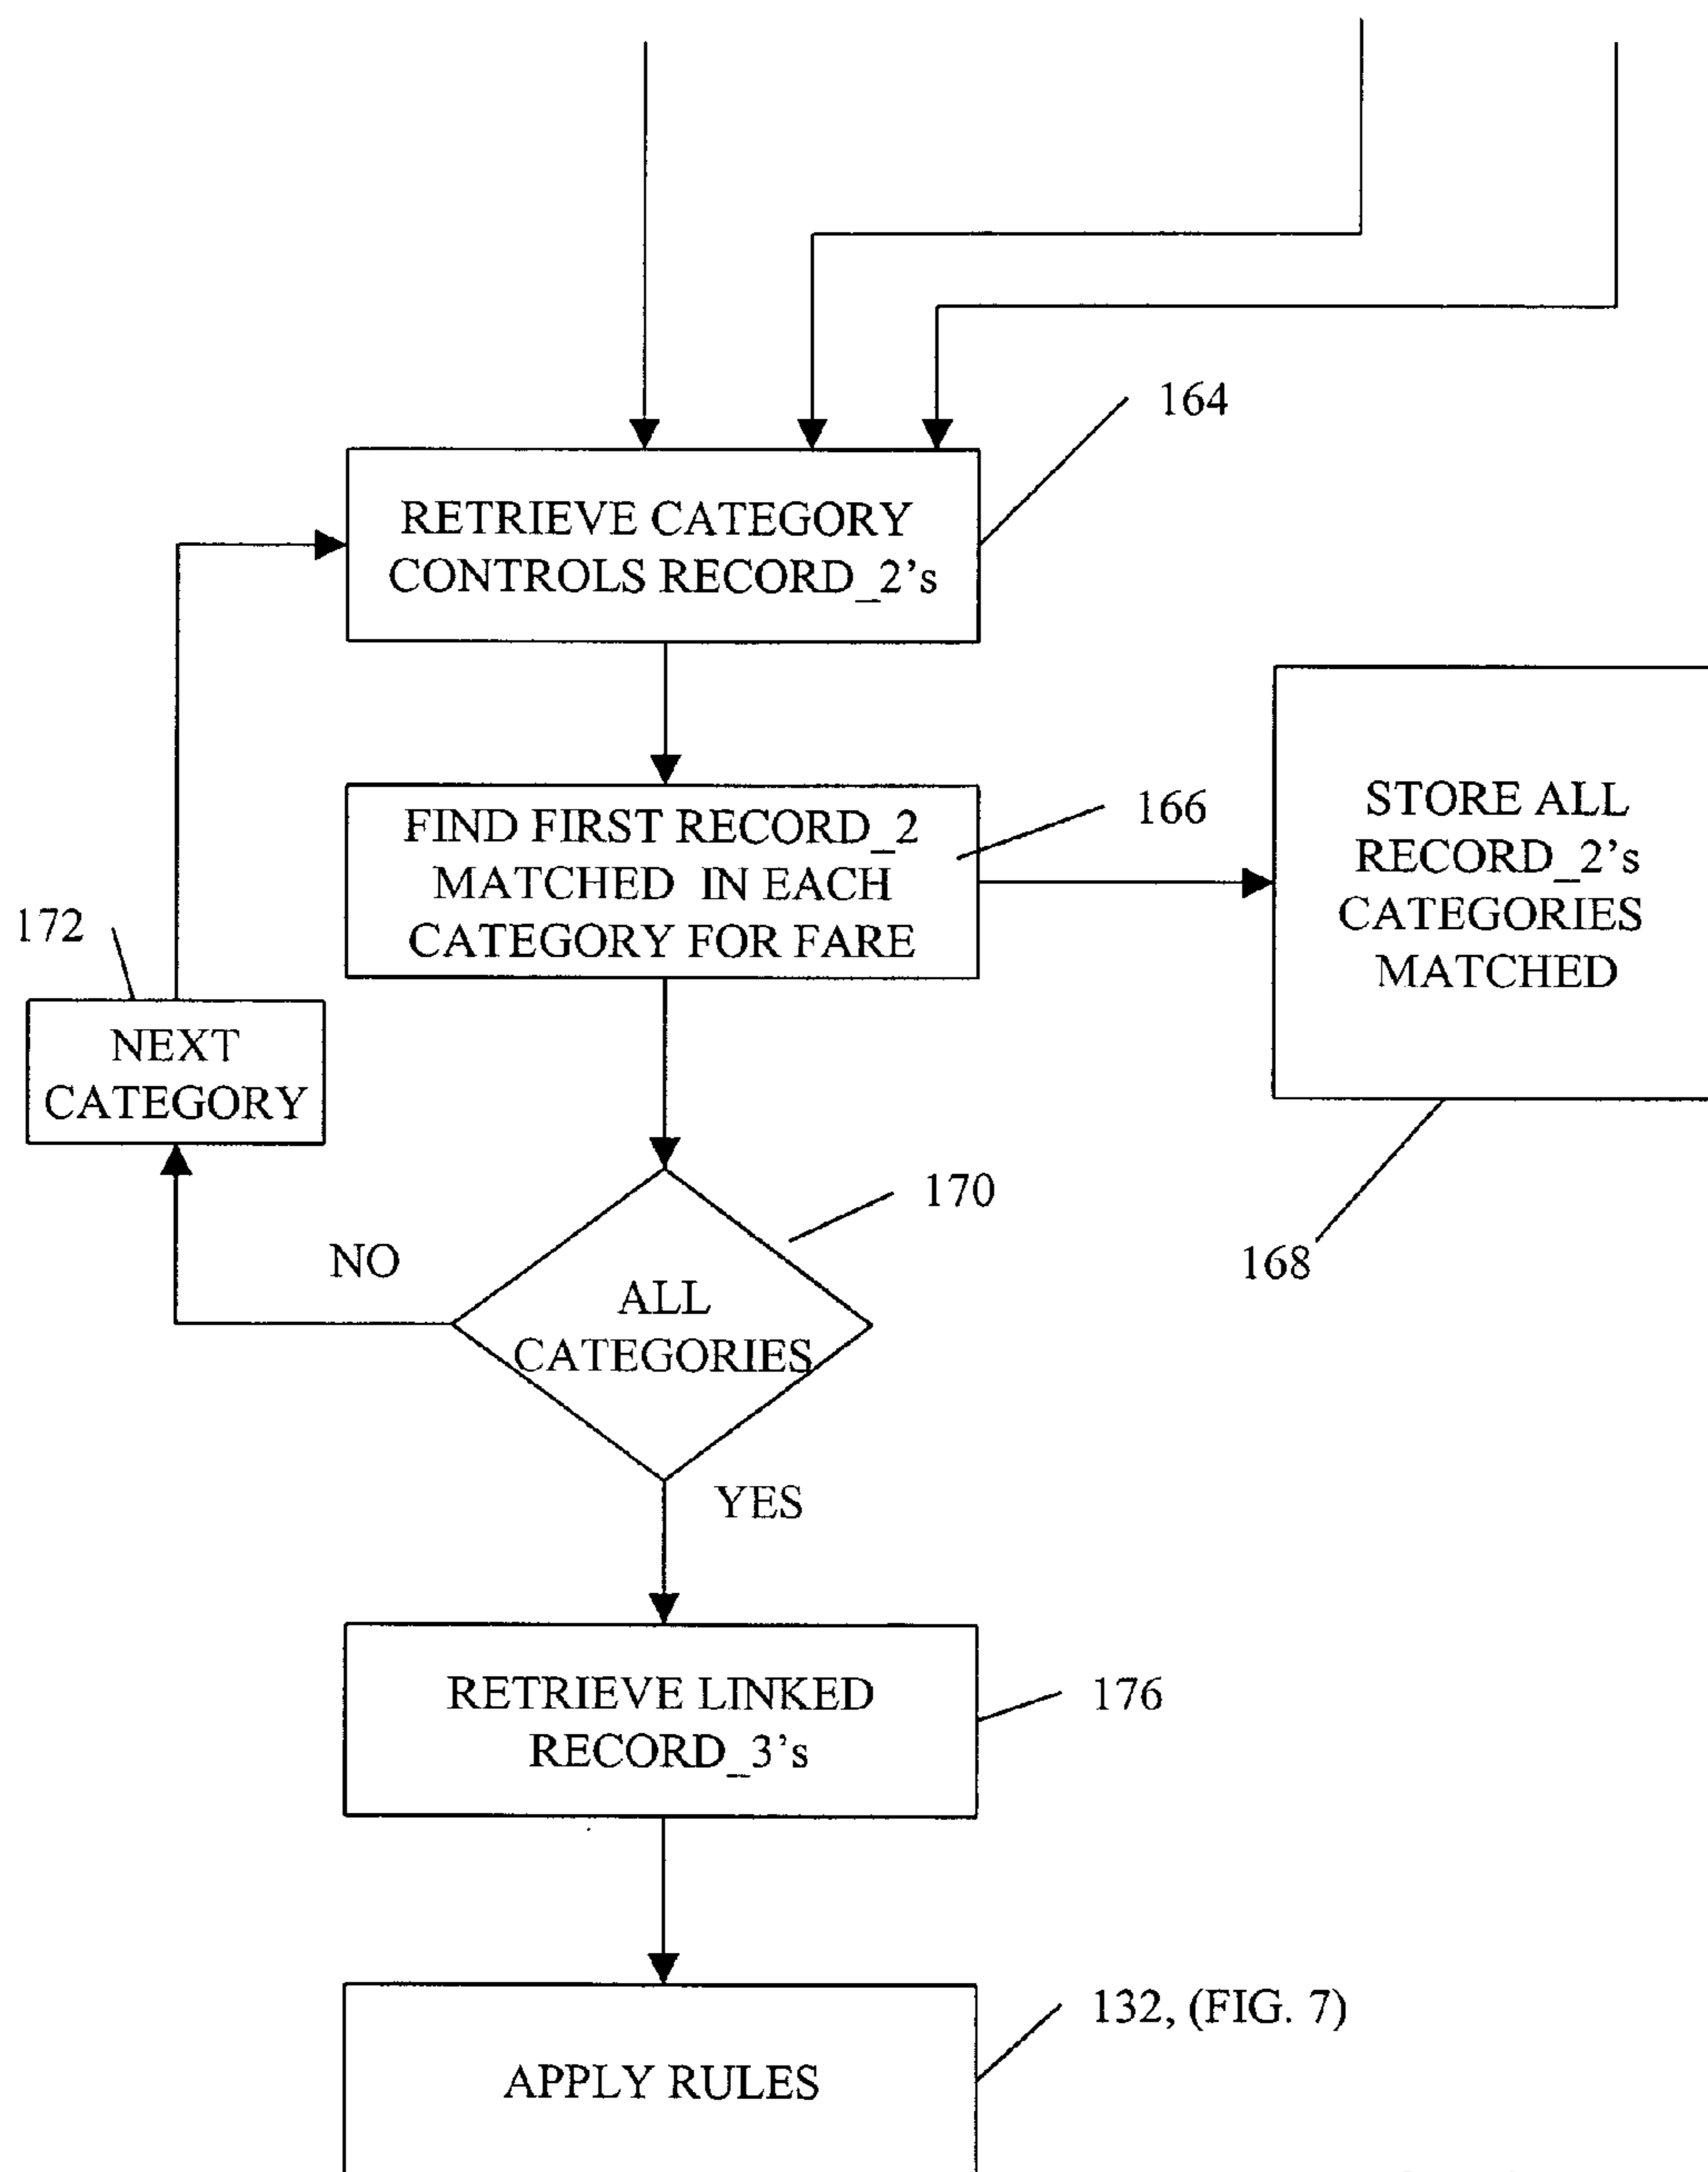 164
RETRIEVE CATEGORY
CONTROLS RECORD_2's
166
FIND FIRST RECORD_2
MATCHED IN EACH
CATEGORY FOR FARE
STORE ALL
RECORD_2's
CATEGORIES
MATCHED
168
172
NEXT
CATEGORY
170
NO
ALL
CATEGORIES
YES
RETRIEVE LINKED
RECORD_3's
176
132, (FIG. 7)
APPLY RULES